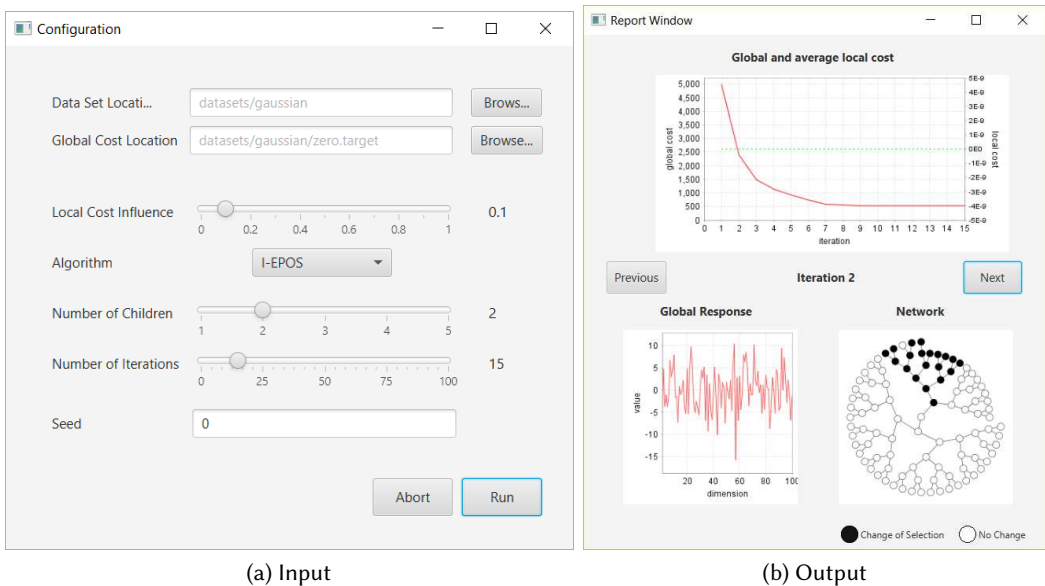 Configuration
Data Set Locati...
datasets/gaussian
Brows...
Global Cost Location
datasets/gaussian/zero.target
Browse...
Local Cost Influence
0.1
0 0.2 0.4 0.6 0.8 1
Algorithm
I-EPOS
Number of Children
2
1 2 3 4 5
Number of Iterations
15
0 25 50 75 100
Seed
0
Abort
Run
(a) Input
Report Window
Global and average local cost
5,000
4,500
4,000
3,500
3,000
2,500
2,000
1,500
1,000
500
0
global cost
5E-9
4E-9
3E-9
2E-9
1E-9
0E0
-1E-9
-2E-9
-3E-9
-4E-9
-5E-9
local cost
0 1 2 3 4 5 6 7 8 9 10 11 12 13 14 15
iteration
Previous
Iteration 2
Next
Global Response
10
5
0
-5
-10
-15
value
20 40 60 80 100
dimension
Network
Change of Selection
No Change
(b) Output